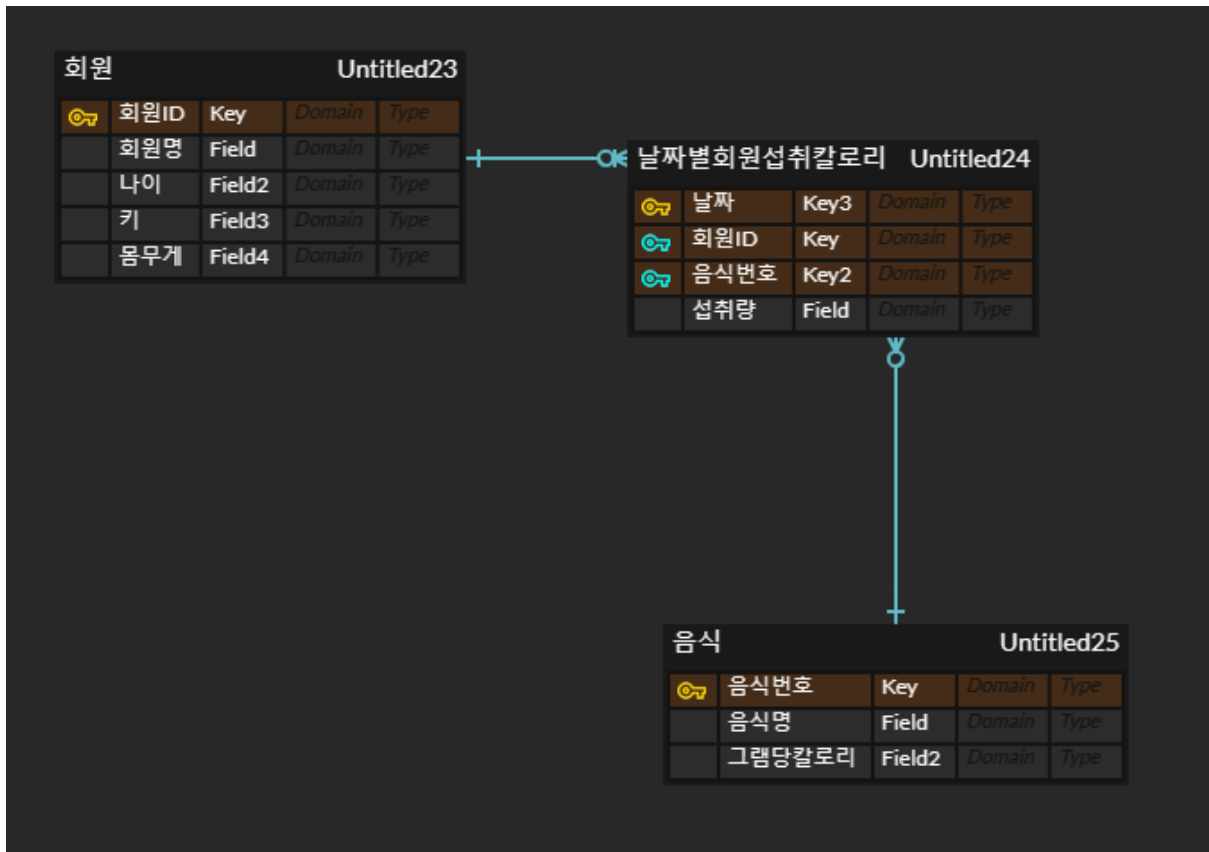 회원 Untitled23
회원ID Key Domain Type
회원명 Field Domain Type
나이 Field2 Domain Type
키 Field3 Domain Type
몸무게 Field4 Domain Type
날짜별회원섭취칼로리 Untitled24
날짜 Key3 Domain Type
회원ID Key Domain Type
음식번호 Key2 Domain Type
섭취량 Field Domain Type
음식 Untitled25
음식번호 Key Domain Type
음식명 Field Domain Type
그램당칼로리 Field2 Domain Type